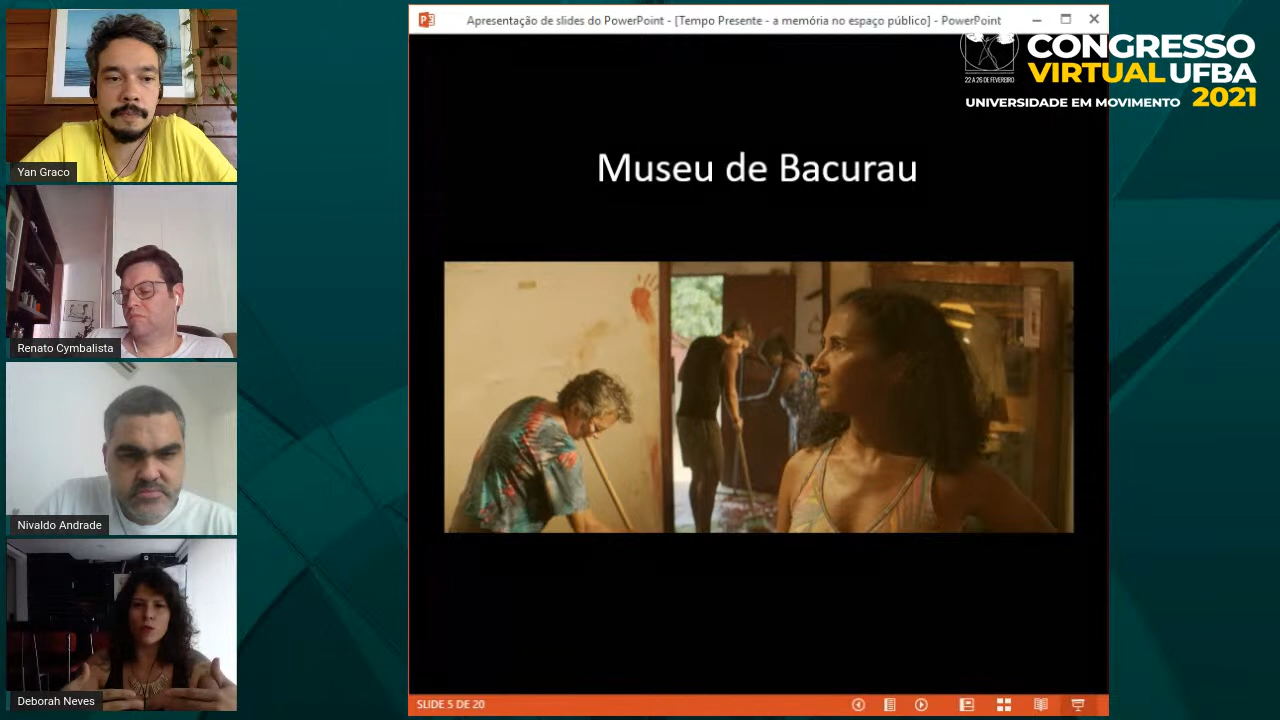 Apresentação de slides do PowerPoint - [Tempo Presente - a memória no espaço público] - PowerPoint
CONGRESSO
VIRTUAL UFBA
2021
22 A 26 DE FEVEREIRO
UNIVERSIDADE EM MOVIMENTO
Museu de Bacurau
Yan Graco
Renato Cymbalista
Nivaldo Andrade
Deborah Neves
SLIDE 5 DE 20